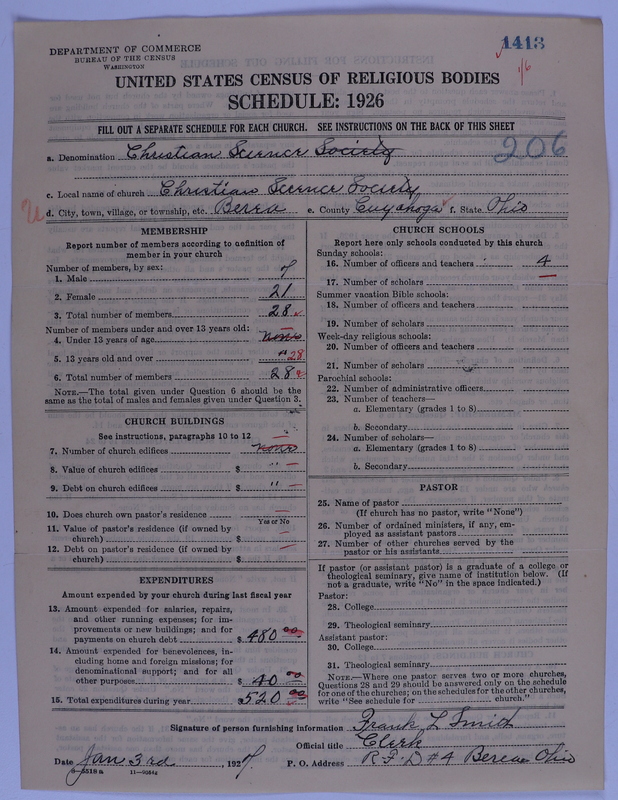 1413
1/6
DEPARTMENT OF COMMERCE
BUREAU OF THE CENSUS
WASHINGTON
UNITED STATES CENSUS OF RELIGIOUS BODIES
SCHEDULE: 1926
FILL OUT A SEPARATE SCHEDULE FOR EACH CHURCH. SEE INSTRUCTIONS ON THE BACK OF THIS SHEET
206
a. Denomination Christian Science Society
c. Local name of church Christian Science Society
d. City, town, village, or township, etc. Berea e. County Cuyahoga f. State Ohio
MEMBERSHIP
Report number of members according to definition of
member in your church
Number of members, by sex:
1. Male 7
2. Female 21
3. Total number of members 28
Number of members under and over 13 years old:
4. Under 13 years of age none
5. 13 years old and over " 28
6. Total number of members 28
NOTE.—The total given under Question 6 should be the
same as the total of males and females given under Question 3.
CHURCH BUILDINGS
See instructions, paragraphs 10 to 12
7. Number of church edifices none
8. Value of church edifices $ "
9. Debt on church edifices $ "
10. Does church own pastor's residence
Yes or No
11. Value of pastor's residence (if owned by
church) $
12. Debt on pastor's residence (if owned by
church) $
EXPENDITURES
Amount expended by your church during last fiscal year
13. Amount expended for salaries, repairs,
and other running expenses; for im-
provements or new buildings; and for
payments on church debt $ 480 00
14. Amount expended for benevolences, in-
cluding home and foreign missions; for
denominational support; and for all
other purposes $ 40 00
15. Total expenditures during year $ 520 00
CHURCH SCHOOLS
Report here only schools conducted by this church
Sunday schools:
16. Number of officers and teachers 4
17. Number of scholars
Summer vacation Bible schools:
18. Number of officers and teachers
19. Number of scholars
Week-day religious schools:
20. Number of officers and teachers
21. Number of scholars
Parochial schools:
22. Number of administrative officers
23. Number of teachers—
a. Elementary (grades 1 to 8)
b. Secondary
24. Number of scholars—
a. Elementary (grades 1 to 8)
b. Secondary
PASTOR
25. Name of pastor
(If church has no pastor, write "None")
26. Number of ordained ministers, if any, em-
ployed as assistant pastors
27. Number of other churches served by the
pastor or his assistants
If pastor (or assistant pastor) is a graduate of a college or
theological seminary, give name of institution below. (If
not a graduate, write "No" in the space indicated.)
Pastor:
28. College
29. Theological seminary
Assistant pastor:
30. College
31. Theological seminary
NOTE.—Where one pastor serves two or more churches,
Questions 28 and 29 should be answered only on the schedule
for one of the churches; on the schedules for the other churches,
write "See schedule for church."
Signature of person furnishing information Frank L Smith
Official title Clerk
Date Jan 3rd, 1927 P. O. Address R.F.D #4 Berea Ohio
9-5518a 11-9084a